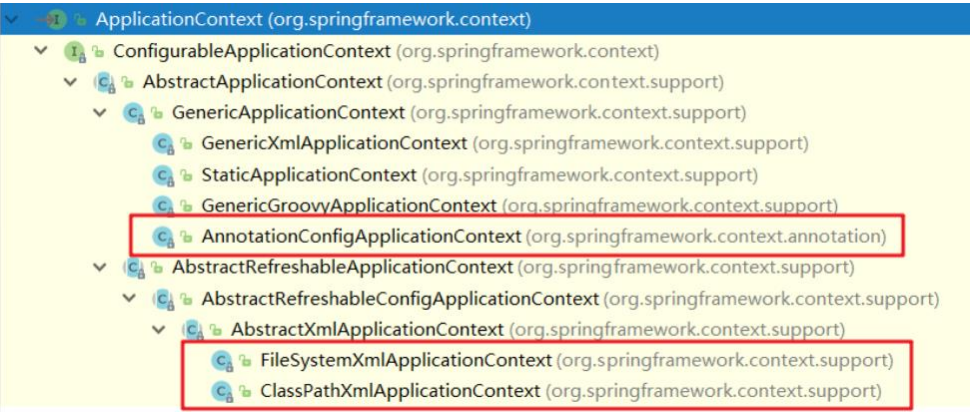 ApplicationContext (org.springframework.context)
ConfigurableApplicationContext (org.springframework.context)
AbstractApplicationContext (org.springframework.context.support)
GenericApplicationContext (org.springframework.context.support)
GenericXmlApplicationContext (org.springframework.context.support)
StaticApplicationContext (org.springframework.context.support)
GenericGroovyApplicationContext (org.springframework.context.support)
AnnotationConfigApplicationContext (org.springframework.context.annotation)
AbstractRefreshableApplicationContext (org.springframework.context.support)
AbstractRefreshableConfigApplicationContext (org.springframework.context.support)
AbstractXmlApplicationContext (org.springframework.context.support)
FileSystemXmlApplicationContext (org.springframework.context.support)
ClassPathXmlApplicationContext (org.springframework.context.support)